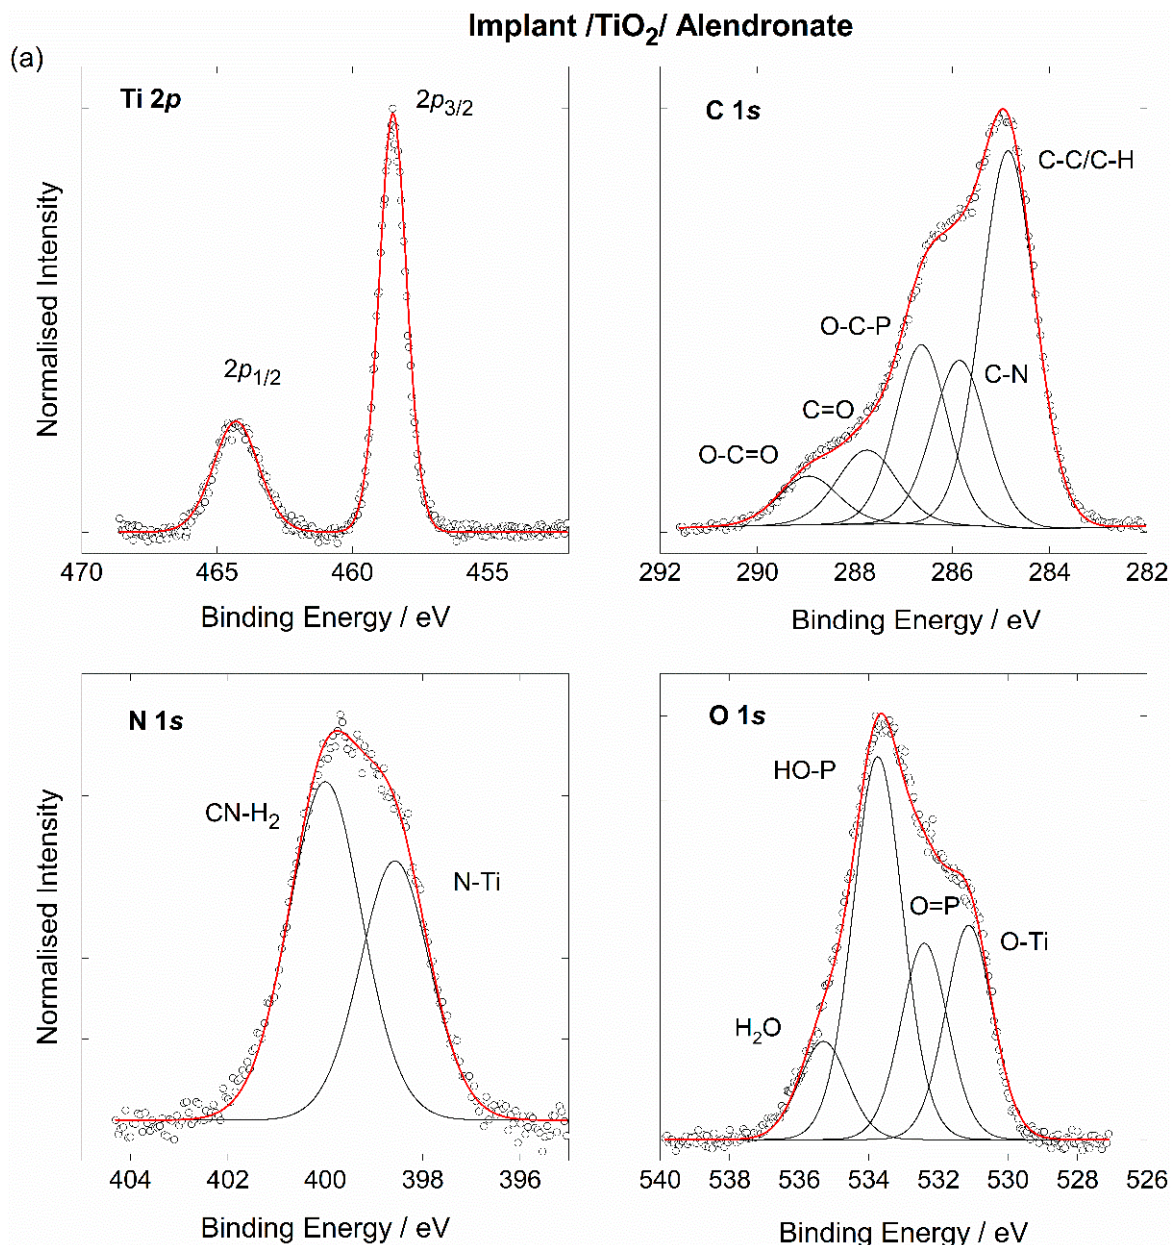 Implant /TiO₂/ Alendronate
(a)
Ti 2p
2p₃/₂
2p₁/₂
Normalised Intensity
470 465 460 455
Binding Energy / eV
C 1s
C-C/C-H
O-C-P
C-N
C=O
O-C=O
292 290 288 286 284 282
Binding Energy / eV
N 1s
CN-H₂
N-Ti
Normalised Intensity
404 402 400 398 396
Binding Energy / eV
O 1s
HO-P
O=P
O-Ti
H₂O
540 538 536 534 532 530 528 526
Binding Energy / eV